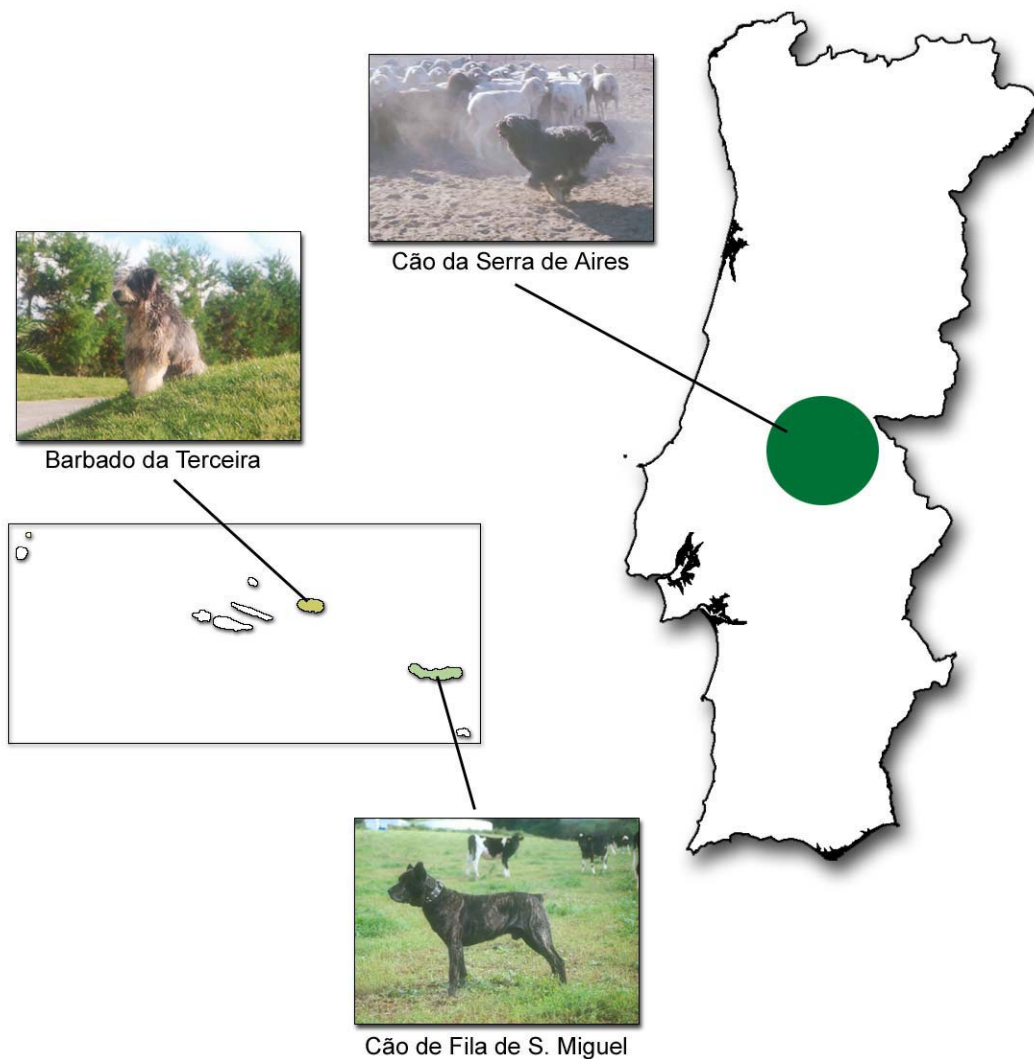 Cão da Serra de Aires
Barbado da Terceira
Cão de Fila de S. Miguel